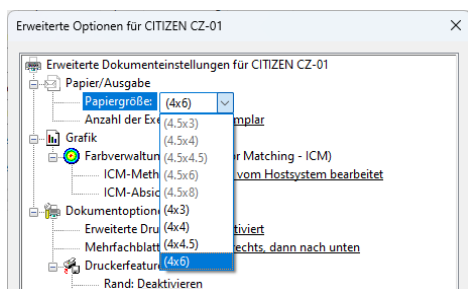 Erweiterte Optionen für CITIZEN CZ-01
Erweiterte Dokumenteinstellungen für CITIZEN CZ-01
Papier/Ausgabe
Papiergröße: (4x6)
Anzahl der Exe mplar
(4.5x3)
Grafik
(4.5x4)
Farbverwaltun (4.5x4.5) r Matching - ICM)
ICM-Meth (4.5x6) vom Hostsystem bearbeitet
ICM-Absic (4.5x8)
Dokumentoption (4x3)
Erweiterte Dru (4x4) tiviert
Mehrfachblatt (4x4.5) rechts, dann nach unten
Druckerfeature (4x6)
Rand: Deaktivieren